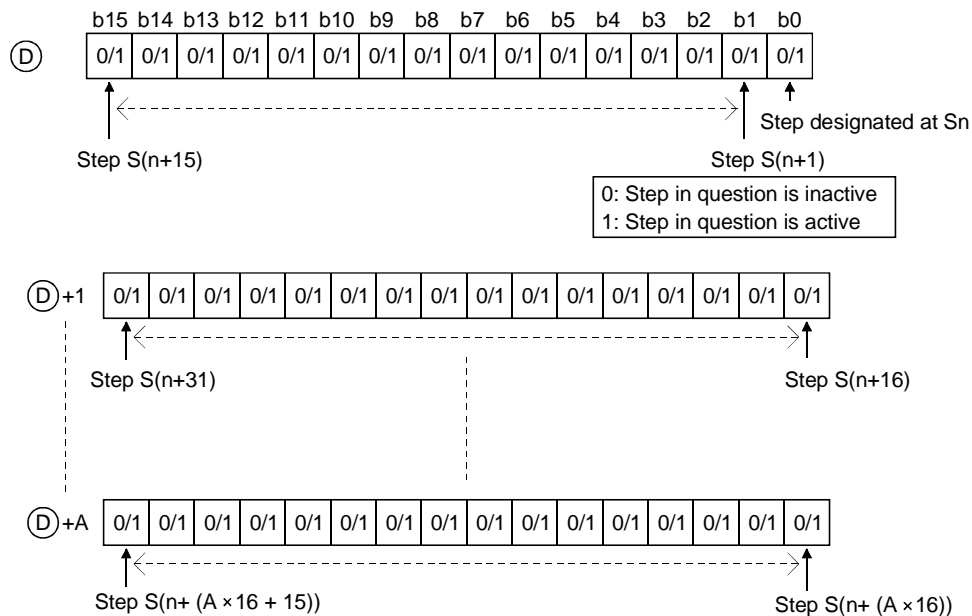 b15 b14 b13 b12 b11 b10 b9 b8 b7 b6 b5 b4 b3 b2 b1 b0
D 0/1 0/1 0/1 0/1 0/1 0/1 0/1 0/1 0/1 0/1 0/1 0/1 0/1 0/1 0/1 0/1
Step designated at Sn
Step S(n+15) Step S(n+1)
0: Step in question is inactive
1: Step in question is active
D +1 0/1 0/1 0/1 0/1 0/1 0/1 0/1 0/1 0/1 0/1 0/1 0/1 0/1 0/1 0/1 0/1
Step S(n+31) Step S(n+16)
D +A 0/1 0/1 0/1 0/1 0/1 0/1 0/1 0/1 0/1 0/1 0/1 0/1 0/1 0/1 0/1 0/1
Step S(n+ (A × 16 + 15)) Step S(n+ (A × 16))